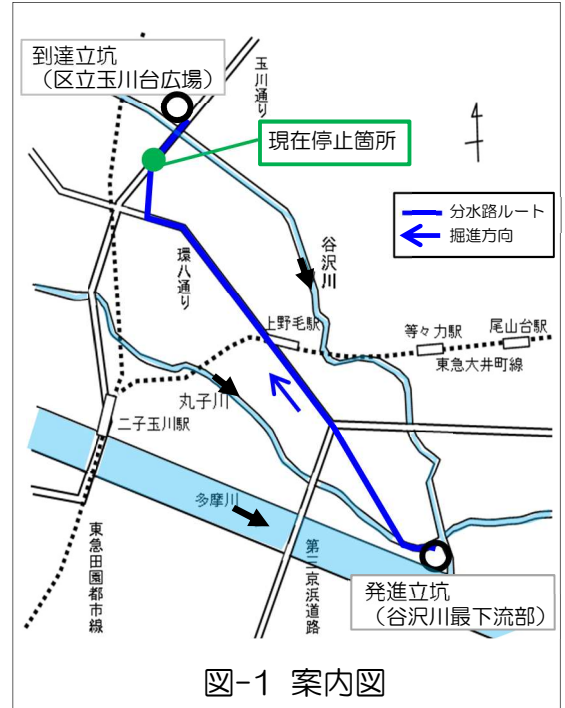 到達立坑
（区立玉川台広場）
玉川通り
現在停止箇所
分水路ルート
掘進方向
谷沢川
環八通り
上野毛駅
等々力駅
尾山台駅
東急大井町線
丸子川
二子玉川駅
多摩川
東急田園都市線
第三京浜道路
発進立坑
（谷沢川最下流部）
図-1 案内図